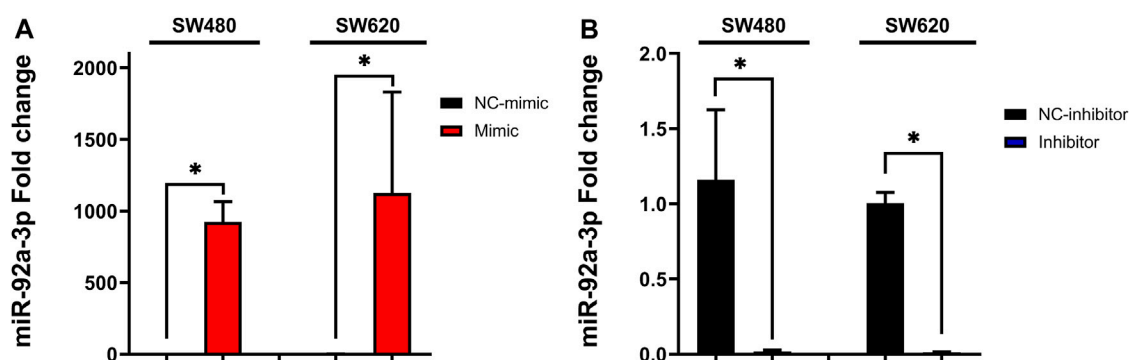 A
SW480
SW620
miR-92a-3p Fold change
2000
1500
1000
500
0
*
*
NC-mimic
Mimic
B
SW480
SW620
miR-92a-3p Fold change
2.0
1.5
1.0
0.5
0.0
*
*
NC-inhibitor
Inhibitor